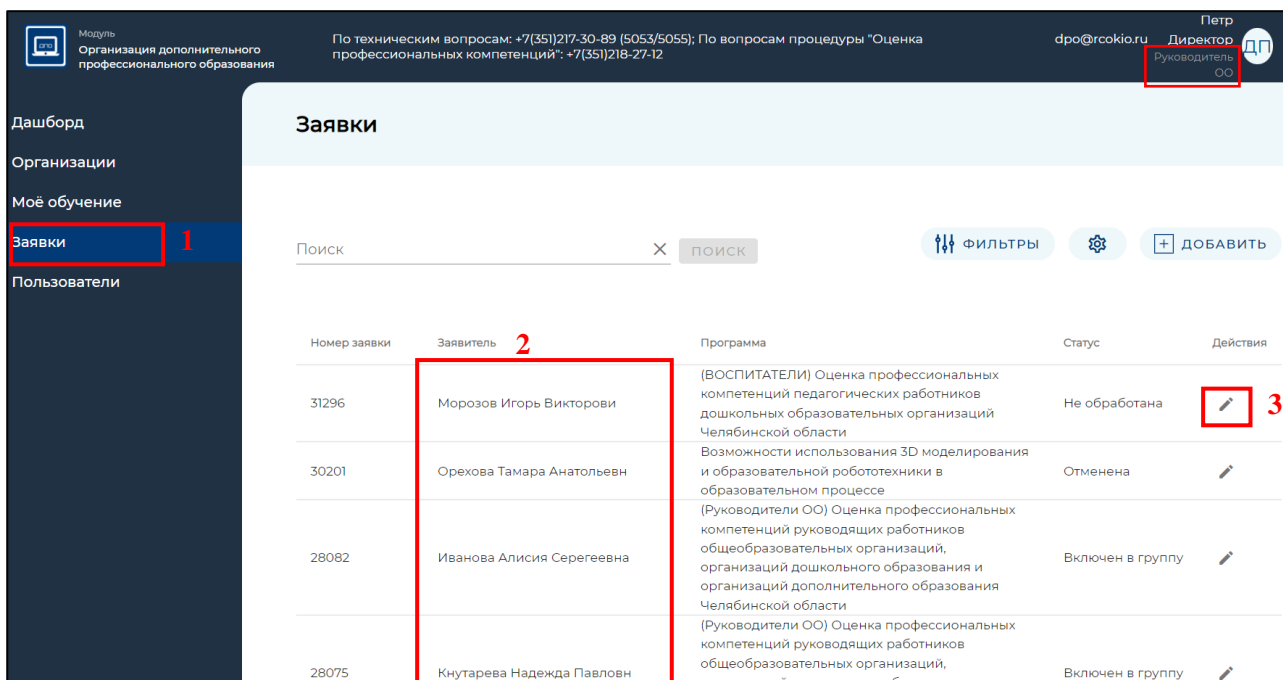 Модуль
Организация дополнительного
профессионального образования
По техническим вопросам: +7(351)217-30-89 (5053/5055); По вопросам процедуры "Оценка
профессиональных компетенций": +7(351)218-27-12
dpo@rcokio.ru
Петр
Директор
Руководитель
ОО
ДП
Дашборд
Организации
Моё обучение
Заявки 1
Пользователи
Заявки
Поиск
ПОИСК
ФИЛЬТРЫ
ДОБАВИТЬ
Номер заявки
Заявитель 2
Программа
Статус
Действия
31296
Морозов Игорь Викторови
(ВОСПИТАТЕЛИ) Оценка профессиональных
компетенций педагогических работников
дошкольных образовательных организаций
Челябинской области
Не обработана
3
30201
Орехова Тамара Анатольевн
Возможности использования 3D моделирования
и образовательной робототехники в
образовательном процессе
Отменена
28082
Иванова Алисия Серегеевна
(Руководители ОО) Оценка профессиональных
компетенций руководящих работников
общеобразовательных организаций,
организаций дошкольного образования и
организаций дополнительного образования
Челябинской области
Включен в группу
28075
Кнутарева Надежда Павловн
(Руководители ОО) Оценка профессиональных
компетенций руководящих работников
общеобразовательных организаций,
Включен в группу